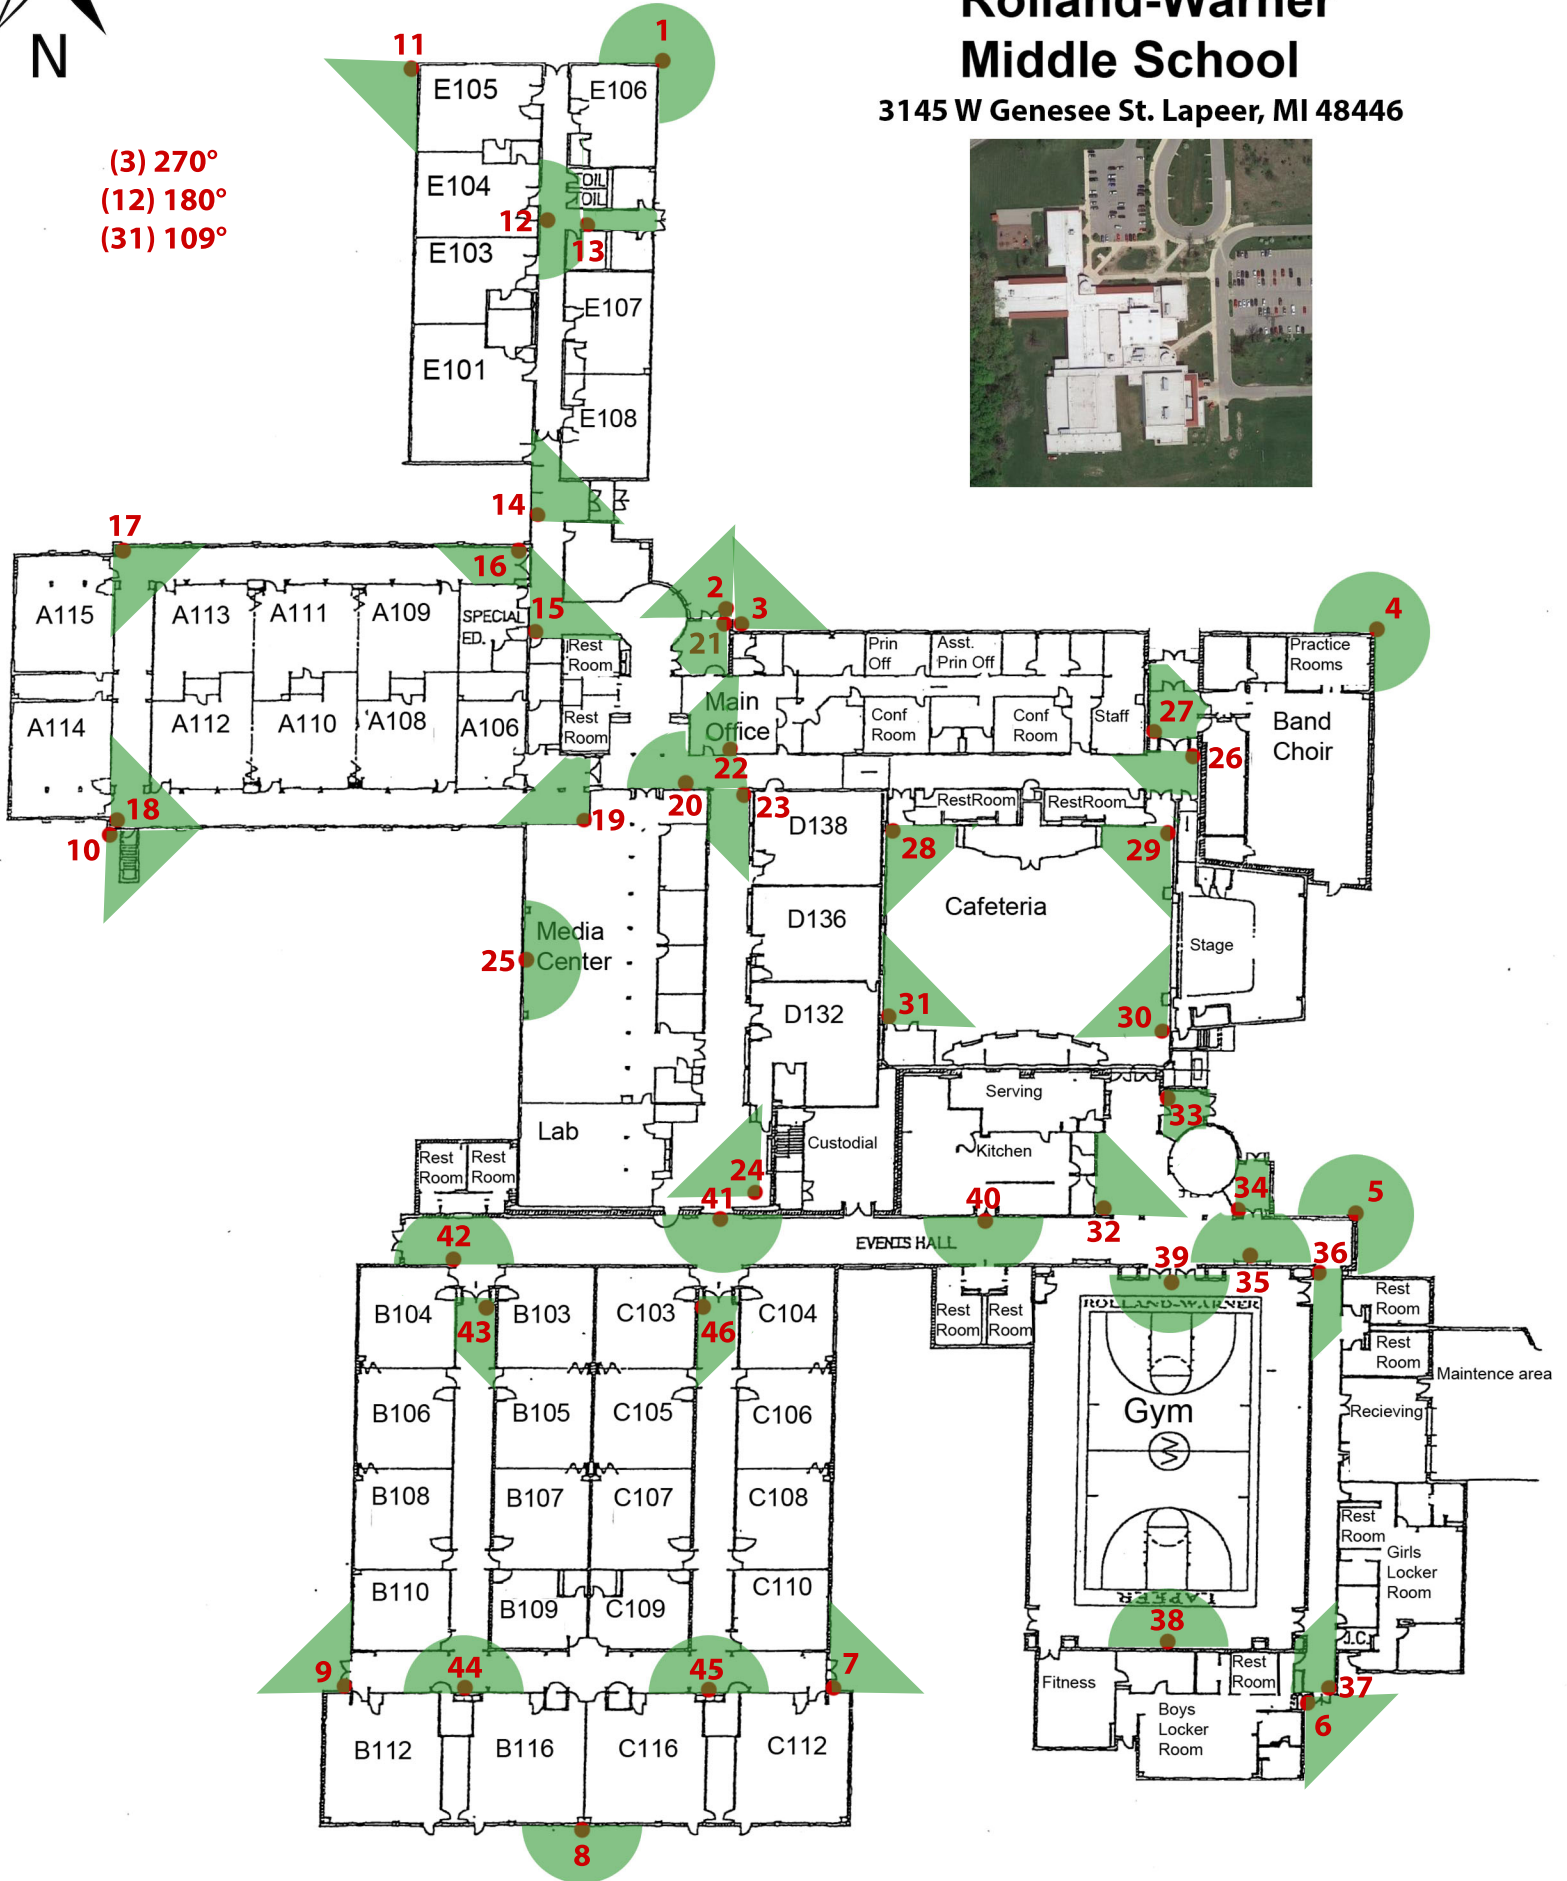 Rolland-Warner
Middle School
3145 W Genesee St. Lapeer, MI 48446
N
(3) 270°
(12) 180°
(31) 109°
11
1
E105
E106
E104
TOIL
TOIL
12
13
E103
E107
E101
E108
14
17
16
15
A115
A113
A111
A109
SPECIAL
ED.
Rest
Room
2
3
21
4
Prin
Off
Asst.
Prin Off
Practice
Rooms
A114
A112
A110
A108
A106
Rest
Room
Main
Office
Conf
Room
Conf
Room
Staff
27
Band
Choir
26
22
18
10
19
20
23
D138
RestRoom
RestRoom
28
29
Cafeteria
D136
Media
Center
25
Stage
D132
31
30
Serving
33
Lab
Custodial
Kitchen
Rest
Room
Rest
Room
24
41
40
32
34
5
42
EVENTS HALL
39
35
36
B104
43
B103
C103
46
C104
Rest
Room
Rest
Room
ROLLAND-WARNER
Rest
Room
Rest
Room
Maintence area
B106
B105
C105
C106
Gym
W
Recieving
B108
B107
C107
C108
Rest
Room
Girls
Locker
Room
B110
B109
C109
C110
LAPEER
38
J.C.
9
44
45
7
Fitness
Rest
Room
37
6
Boys
Locker
Room
B112
B116
C116
C112
8